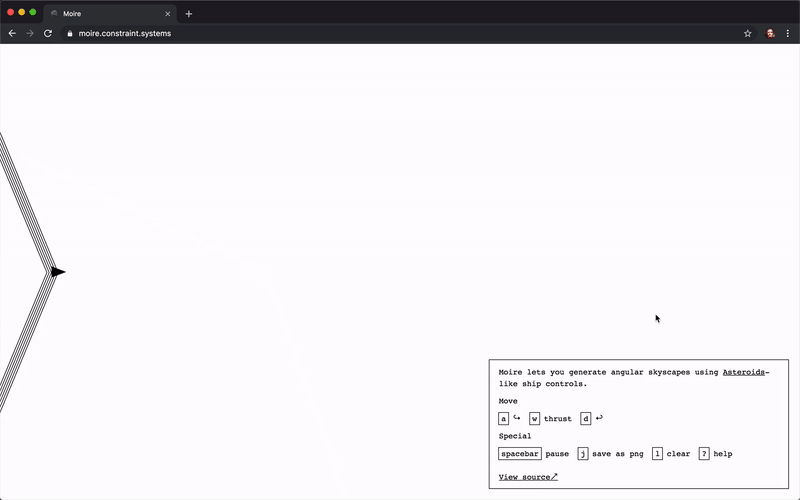 Moire
moire.constraint.systems
Moire lets you generate angular skyscapes using Asteroids-
like ship controls.
Move
a ↪ w thrust d ↩
Special
spacebar pause j save as png l clear ? help
View source↗